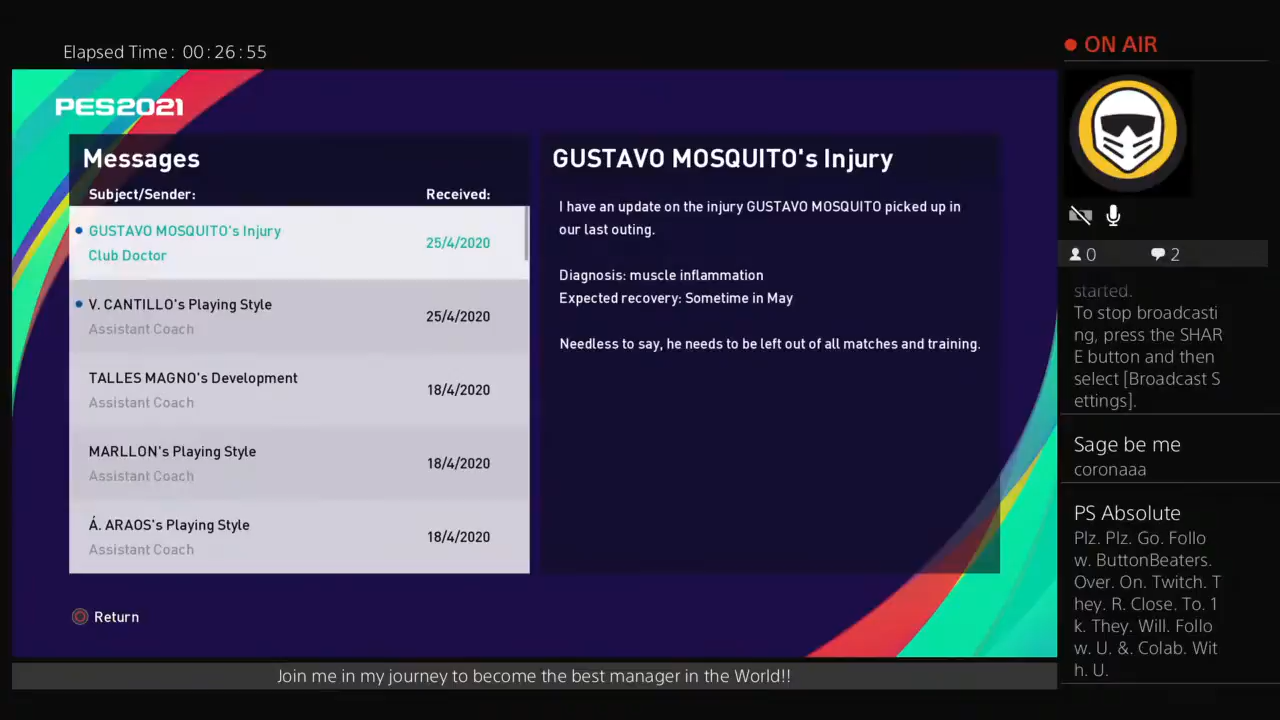 Elapsed Time: 00:26:55
ON AIR
PES2021
Messages
Subject/Sender:
Received:
GUSTAVO MOSQUITO's Injury
Club Doctor
25/4/2020
V. CANTILLO's Playing Style
Assistant Coach
25/4/2020
TALLES MAGNO's Development
Assistant Coach
18/4/2020
MARLLON's Playing Style
Assistant Coach
18/4/2020
Á. ARAOS's Playing Style
Assistant Coach
18/4/2020
GUSTAVO MOSQUITO's Injury
I have an update on the injury GUSTAVO MOSQUITO picked up in
our last outing.
Diagnosis: muscle inflammation
Expected recovery: Sometime in May
Needless to say, he needs to be left out of all matches and training.
Return
Join me in my journey to become the best manager in the World!!
0
2
started.
To stop broadcasti
ng, press the SHAR
E button and then
select [Broadcast S
ettings].
Sage be me
coronaaa
PS Absolute
Plz. Plz. Go. Follo
w. ButtonBeaters.
Over. On. Twitch. T
hey. R. Close. To. 1
k. They. Will. Follo
w. U. &. Colab. Wit
h. U.